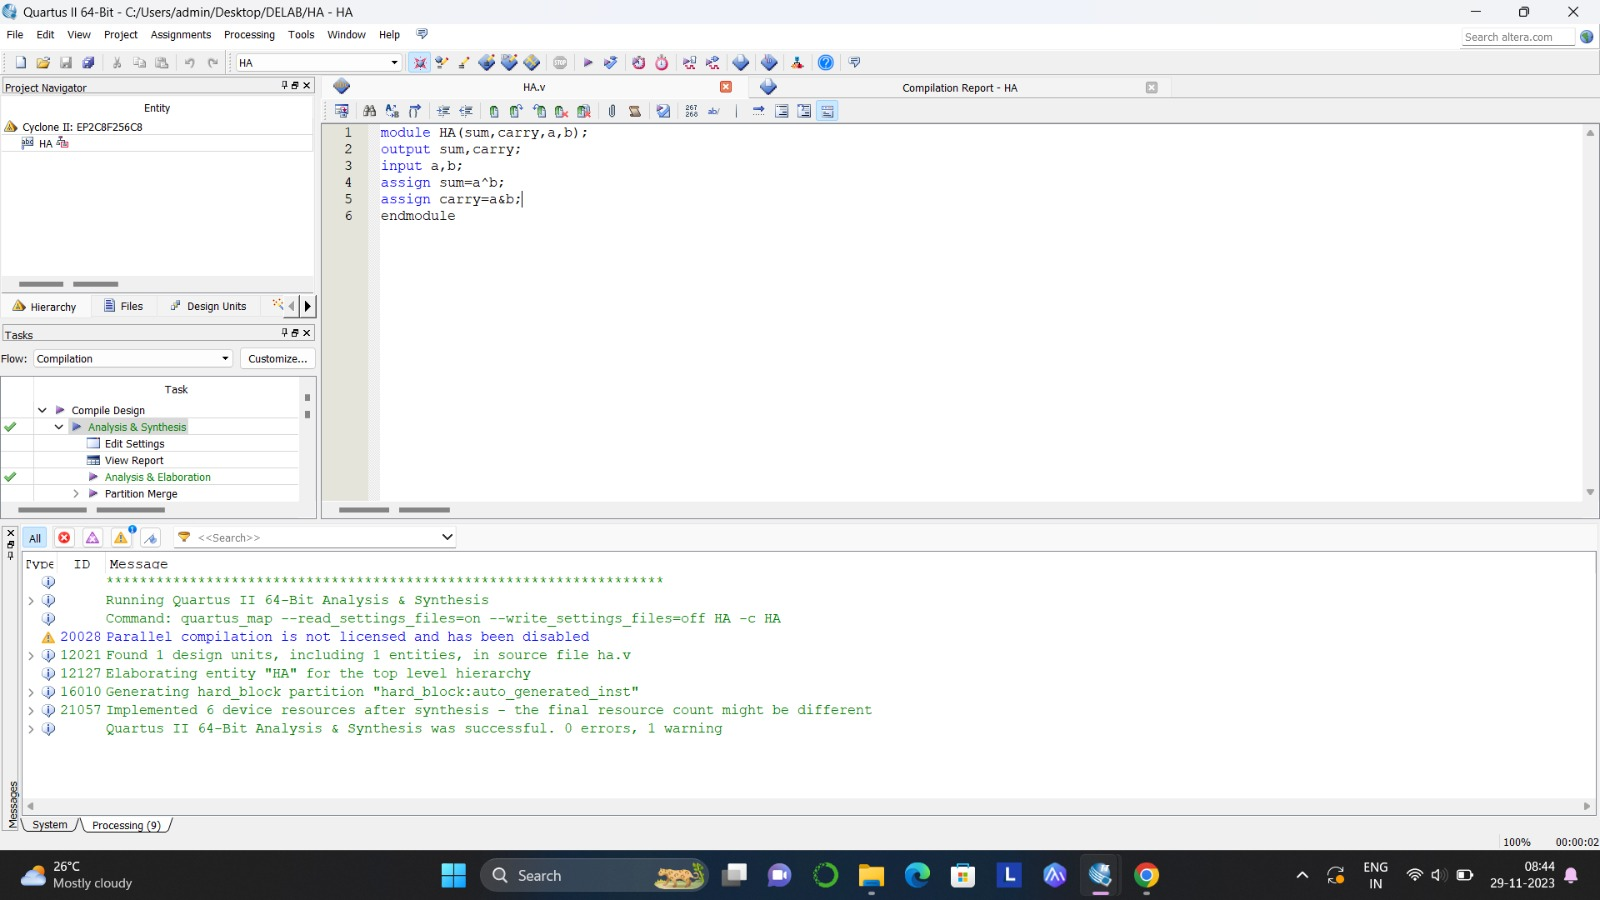 Quartus II 64-Bit - C:/Users/admin/Desktop/DELAB/HA - HA
File Edit View Project Assignments Processing Tools Window Help
Search altera.com
HA
Project Navigator
HA.v
Compilation Report - HA
Entity
Cyclone II: EP2C8F256C8
abd HA
267
268
ab/
1 module HA(sum,carry,a,b);
2 output sum,carry;
3 input a,b;
4 assign sum=a^b;
5 assign carry=a&b;
6 endmodule
Hierarchy Files Design Units
Tasks
Flow: Compilation Customize...
Task
Compile Design
Analysis & Synthesis
Edit Settings
View Report
Analysis & Elaboration
Partition Merge
All 1 <<Search>>
Type ID Message
*******************************************************************
Running Quartus II 64-Bit Analysis & Synthesis
Command: quartus_map --read_settings_files=on --write_settings_files=off HA -c HA
20028 Parallel compilation is not licensed and has been disabled
12021 Found 1 design units, including 1 entities, in source file ha.v
12127 Elaborating entity "HA" for the top level hierarchy
16010 Generating hard_block partition "hard_block:auto_generated_inst"
21057 Implemented 6 device resources after synthesis - the final resource count might be different
Quartus II 64-Bit Analysis & Synthesis was successful. 0 errors, 1 warning
Messages
System Processing (9)
100% 00:00:02
26°C
Mostly cloudy
Search
L
ENG
IN
08:44
29-11-2023